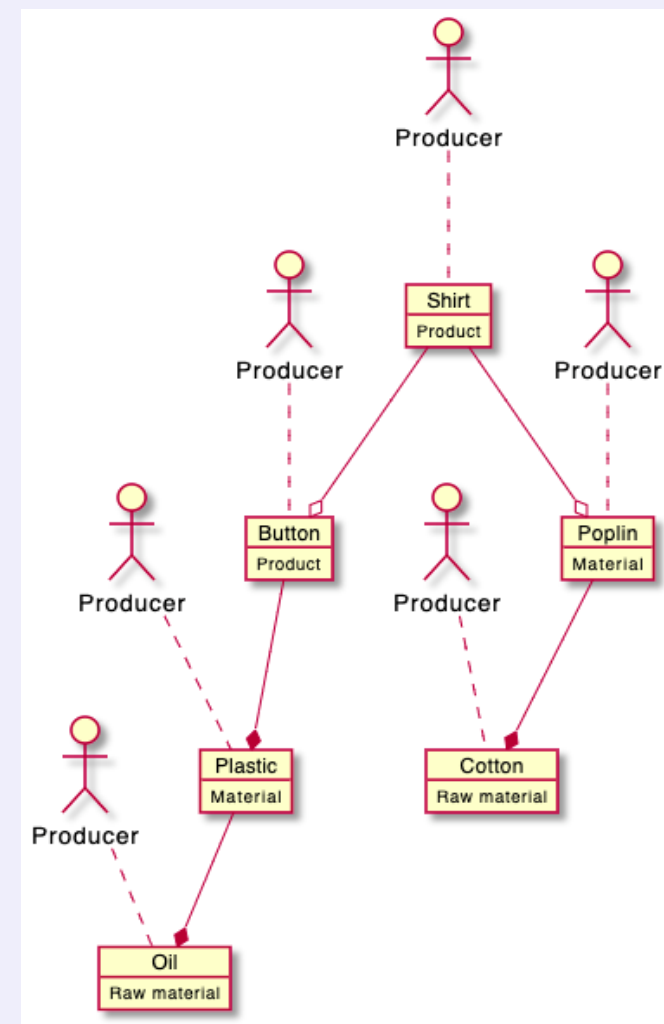 Producer
Shirt
Product
Producer
Producer
Button
Product
Poplin
Material
Producer
Producer
Plastic
Material
Cotton
Raw material
Producer
Oil
Raw material